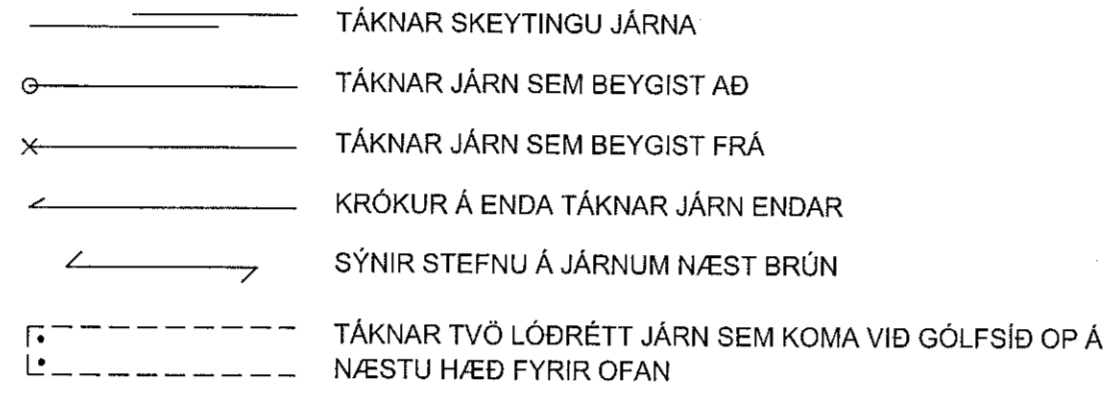 TÁKNAR SKEYTINGU JÁRNA
TÁKNAR JÁRN SEM BEYGIST AÐ
TÁKNAR JÁRN SEM BEYGIST FRÁ
KRÓKUR Á ENDA TÁKNAR JÁRN ENDAR
SÝNIR STEFNU Á JÁRNUM NÆST BRÚN
TÁKNAR TVÖ LÓÐRÉTT JÁRN SEM KOMA VIÐ GÓLFSÍÐ OP Á
NÆSTU HÆÐ FYRIR OFAN